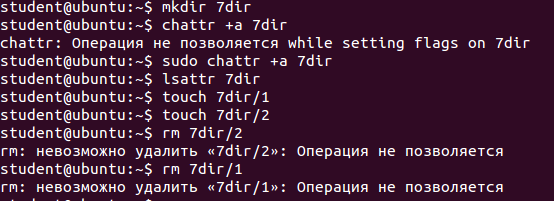 student@ubuntu:~$ mkdir 7dir
student@ubuntu:~$ chattr +a 7dir
chattr: Операция не позволяется while setting flags on 7dir
student@ubuntu:~$ sudo chattr +a 7dir
student@ubuntu:~$ lsattr 7dir
student@ubuntu:~$ touch 7dir/1
student@ubuntu:~$ touch 7dir/2
student@ubuntu:~$ rm 7dir/2
rm: невозможно удалить «7dir/2»: Операция не позволяется
student@ubuntu:~$ rm 7dir/1
rm: невозможно удалить «7dir/1»: Операция не позволяется